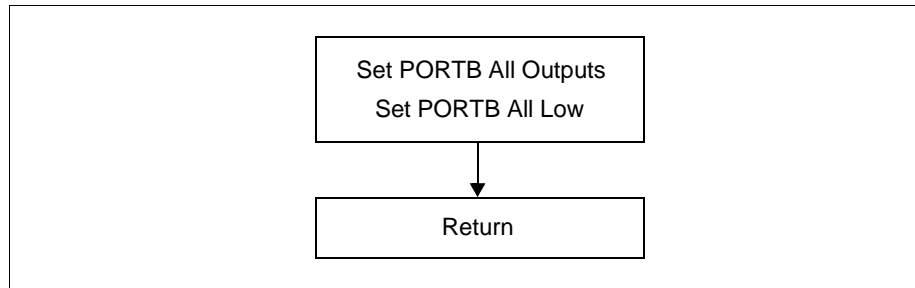 Set PORTB All Outputs
Set PORTB All Low
Return